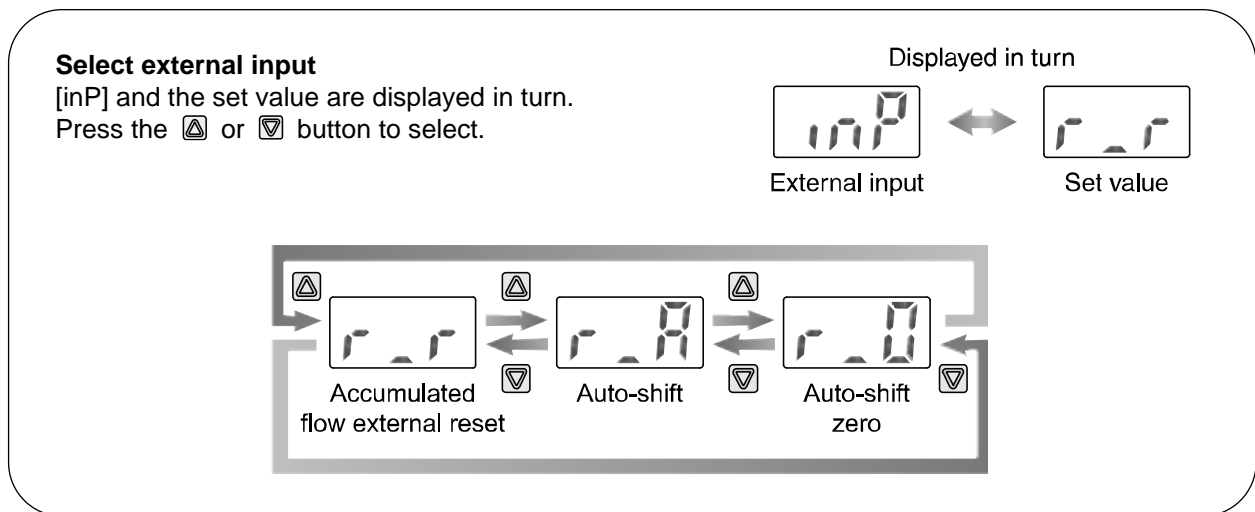 Select external input
[inP] and the set value are displayed in turn.
Press the or button to select.
Displayed in turn
inP r_r
External input Set value
r_r r_A r_0
Accumulated
flow external reset
Auto-shift
Auto-shift
zero